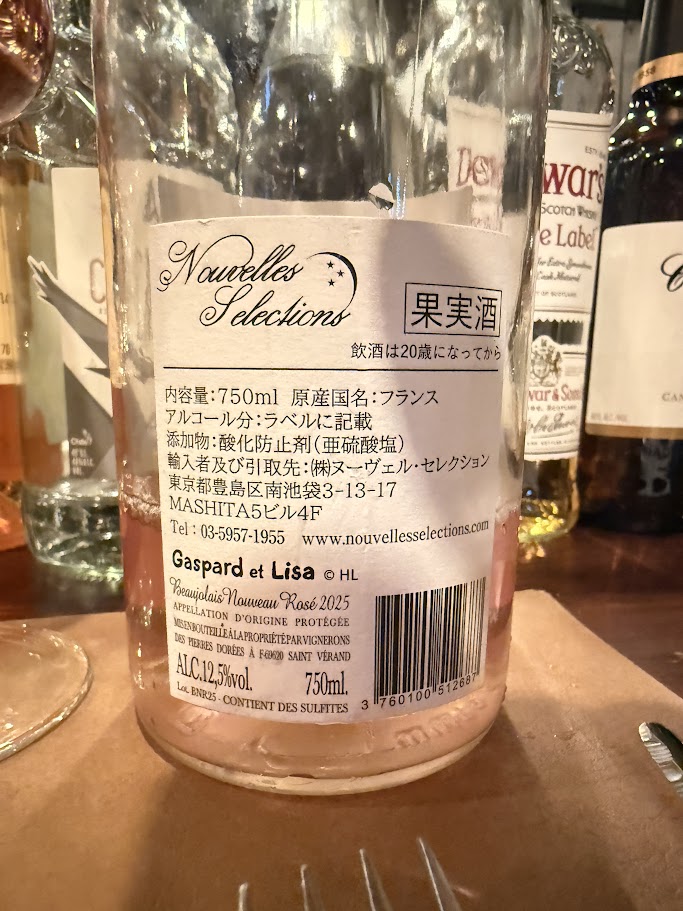 Nouvelles
Selections
果実酒
飲酒は20歳になってから
内容量：750ml 原産国名：フランス
アルコール分：ラベルに記載
添加物：酸化防止剤（亜硫酸塩）
輸入者及び引取先：㈱ヌーヴェル・セレクション
東京都豊島区南池袋3-13-17
MASHITA5ビル4F
Tel：03-5957-1955 www.nouvellesselections.com
Gaspard et Lisa © HL
Beaujolais Nouveau Rosé 2025
APPELLATION D'ORIGINE PROTÉGÉE
MIS EN BOUTEILLE À LA PROPRIÉTÉ PAR VIGNERONS
DES PIERRES DORÉES À F-69620 SAINT VÉRAND
ALC.12,5%vol. 750ml.
Lot. BNR25 - CONTIENT DES SULFITES
3 760100 512687
war's
SCOTCH WHISKY
e Label
war & Sons